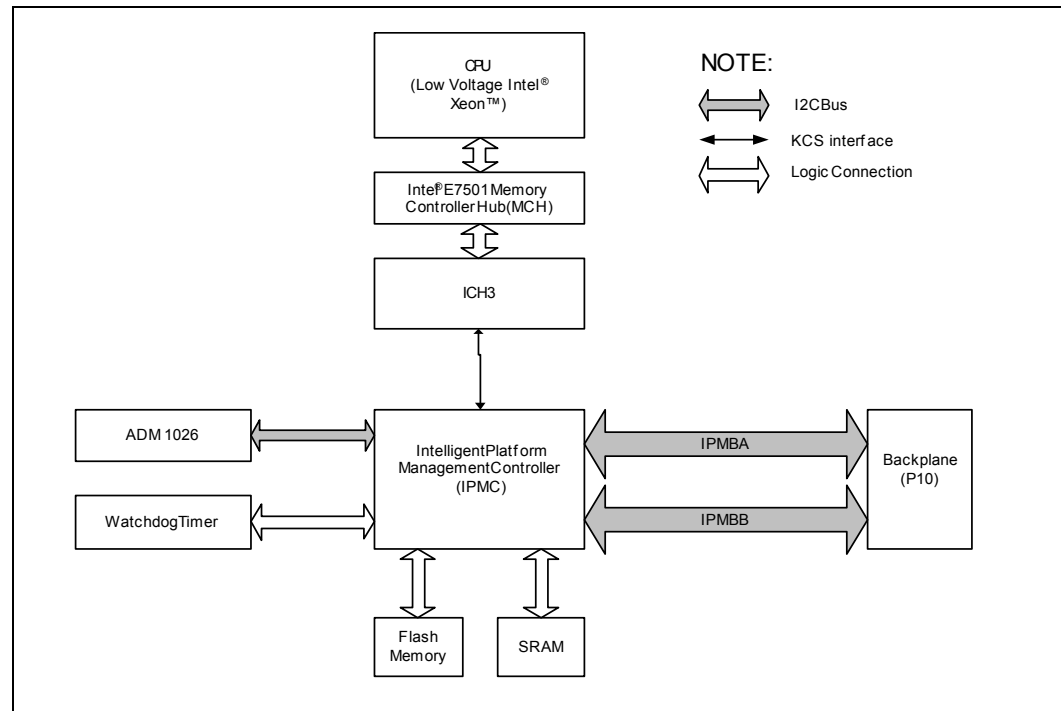 CPU
(Low Voltage Intel®
Xeon™)
NOTE:
I2CBus
KCS interface
Logic Connection
Intel®E7501Memory
ControllerHub(MCH)
ICH3
ADM 1026
IntelligentPlatform
ManagementController
(IPMC)
IPMBA
Backplane
(P10)
WatchdogTimer
IPMBB
Flash
Memory
SRAM